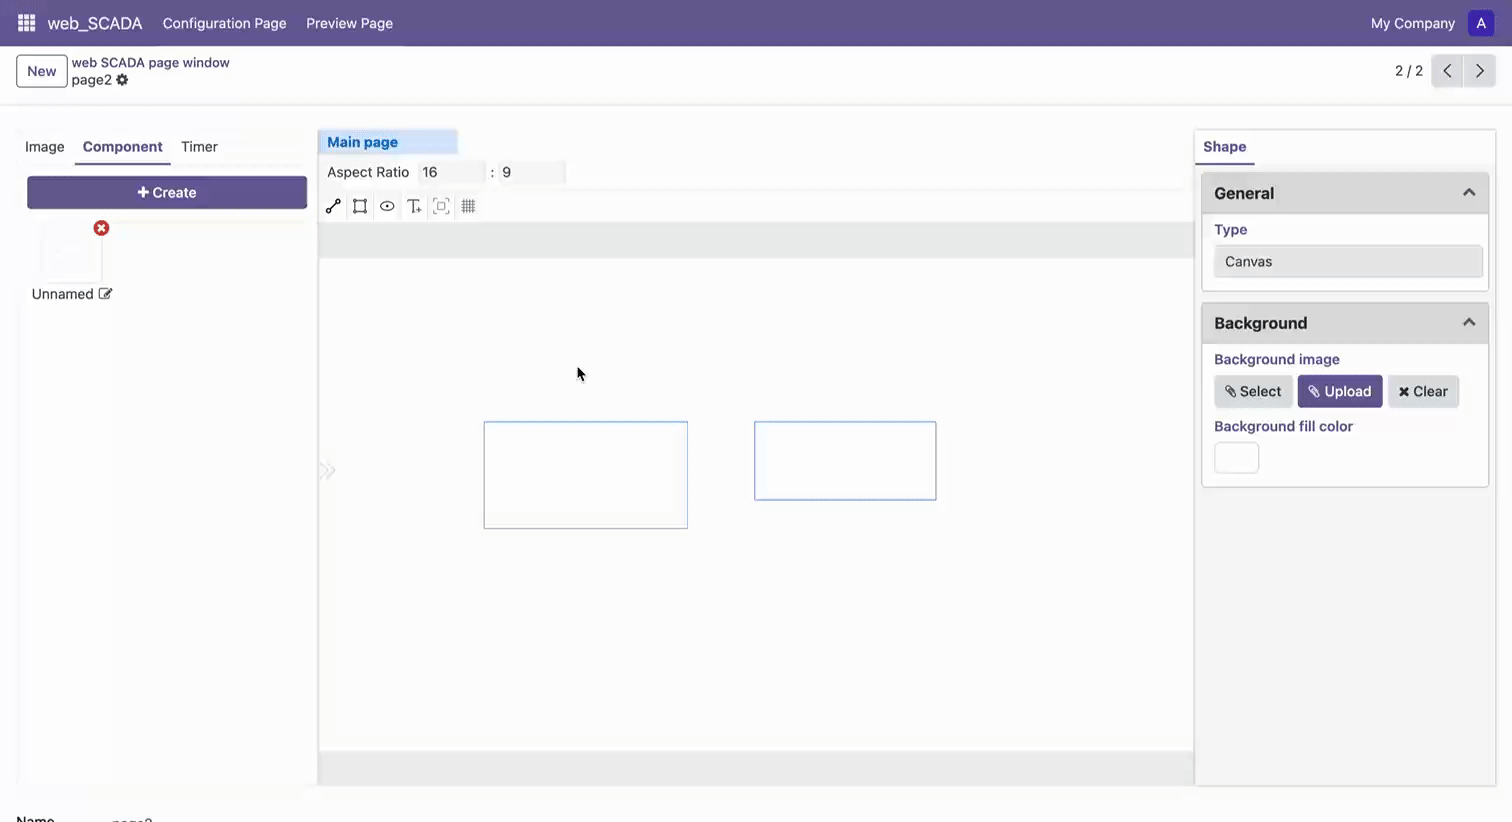 web_SCADA Configuration Page Preview Page My Company A
New web SCADA page window
page2
2 / 2
Image Component Timer
+ Create
Unnamed
Main page
Aspect Ratio 16 : 9
Shape
General
Type
Canvas
Background
Background image
Select Upload Clear
Background fill color
Name page2